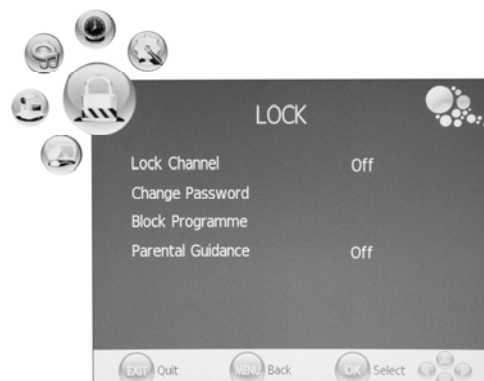 LOCK
Lock Channel Off
Change Password
Block Programme
Parental Guidance Off
EXIT Quit MENU Back OK Select